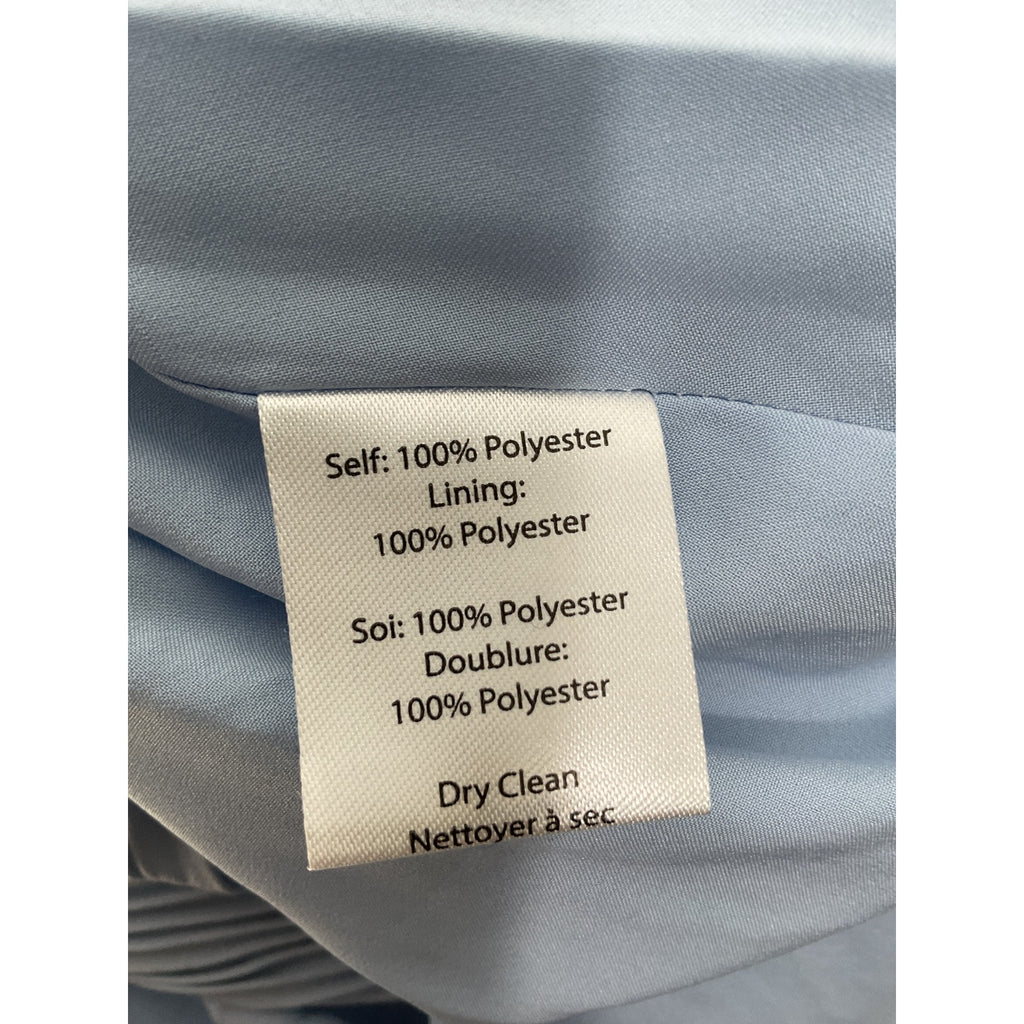 Self: 100% Polyester
Lining:
100% Polyester
Soi: 100% Polyester
Doublure:
100% Polyester
Dry Clean
Nettoyer à sec